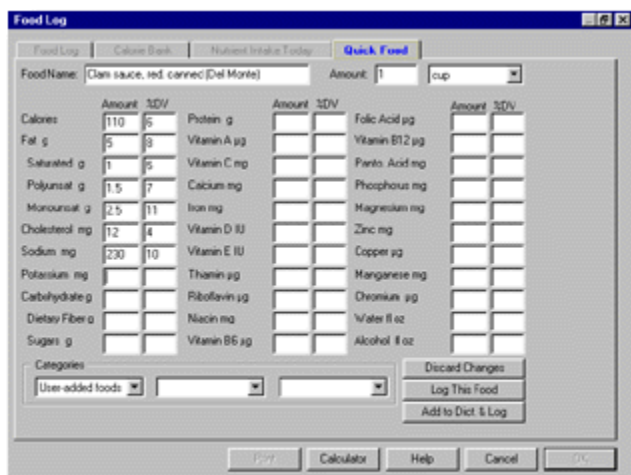 Food Log
Food Log Calorie Bank Nutrient Intake Today Quick Food
Food Name: Clam sauce, red, canned (Del Monte) Amount: 1 cup
Amount %DV Amount %DV Amount %DV
Calories 110 6 Protein g Folic Acid µg
Fat g 5 8 Vitamin A µg Vitamin B12 µg
Saturated g 1 5 Vitamin C mg Panto. Acid mg
Polyunsat g 1.5 7 Calcium mg Phosphorus mg
Monounsat g 2.5 11 Iron mg Magnesium mg
Cholesterol mg 12 4 Vitamin D IU Zinc mg
Sodium mg 230 10 Vitamin E IU Copper µg
Potassium mg Thamin µg Manganese mg
Carbohydrate g Riboflavin µg Chromium µg
Dietary Fiber g Niacin mg Water fl oz
Sugars g Vitamin B6 µg Alcohol fl oz
Categories
User-added foods
Discard Changes
Log This Food
Add to Dict. & Log
Print Calculator Help Cancel OK